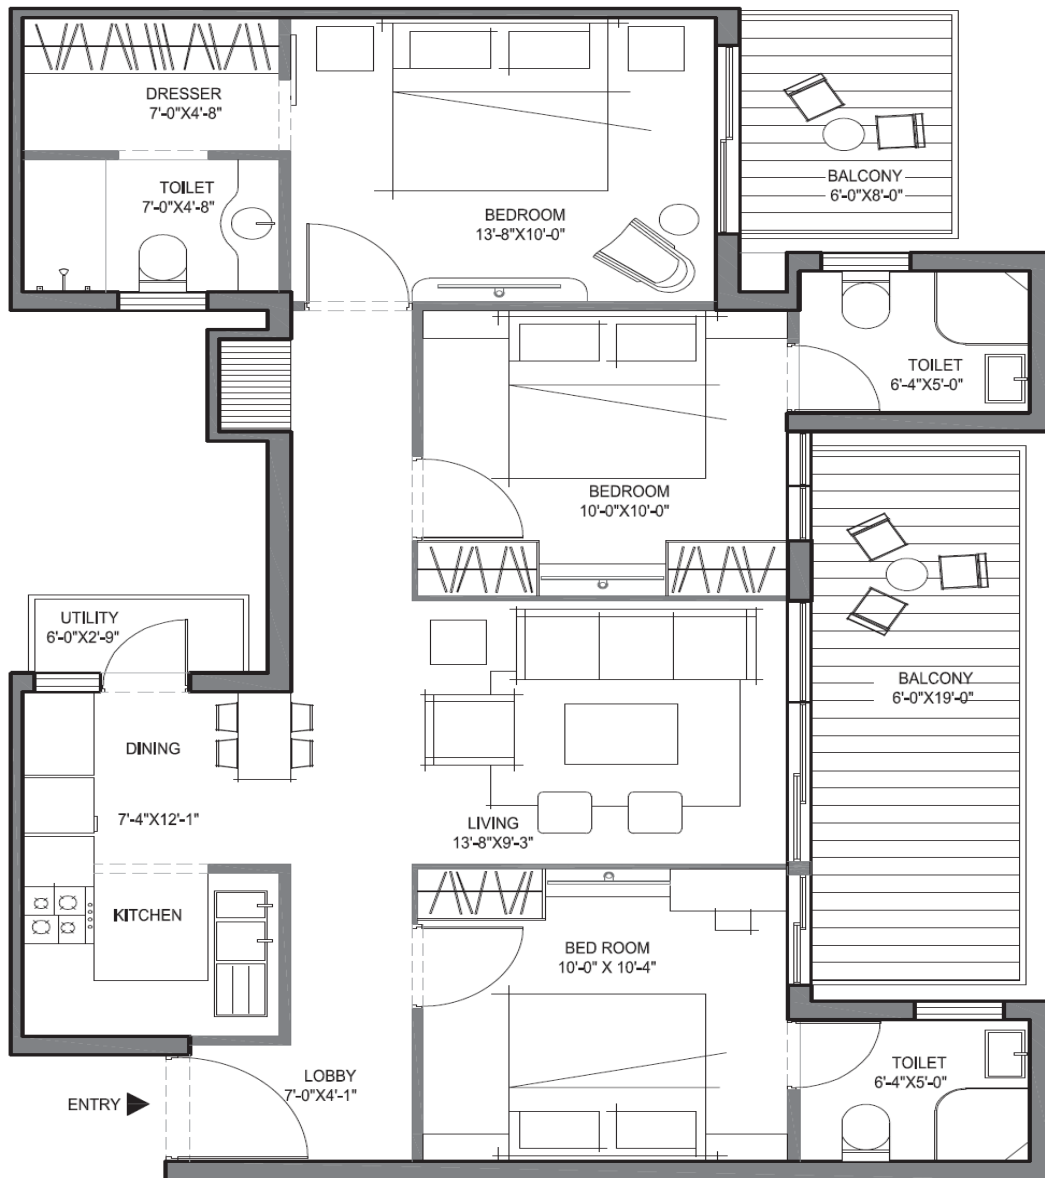 DRESSER
7'-0"X4'-8"
TOILET
7'-0"X4'-8"
BEDROOM
13'-8"X10'-0"
BALCONY
6'-0"X8'-0"
TOILET
6'-4"X5'-0"
BEDROOM
10'-0"X10'-0"
UTILITY
6'-0"X2'-9"
BALCONY
6'-0"X19'-0"
DINING
7'-4"X12'-1"
LIVING
13'-8"X9'-3"
KITCHEN
BED ROOM
10'-0" X 10'-4"
LOBBY
7'-0"X4'-1"
TOILET
6'-4"X5'-0"
ENTRY